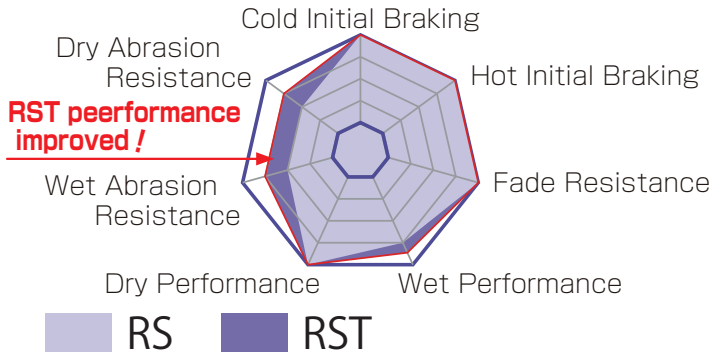 Cold Initial Braking
Dry Abrasion
Resistance
Hot Initial Braking
RST peerformance
improved!
Wet Abrasion
Resistance
Fade Resistance
Dry Performance
Wet Performance
RS
RST